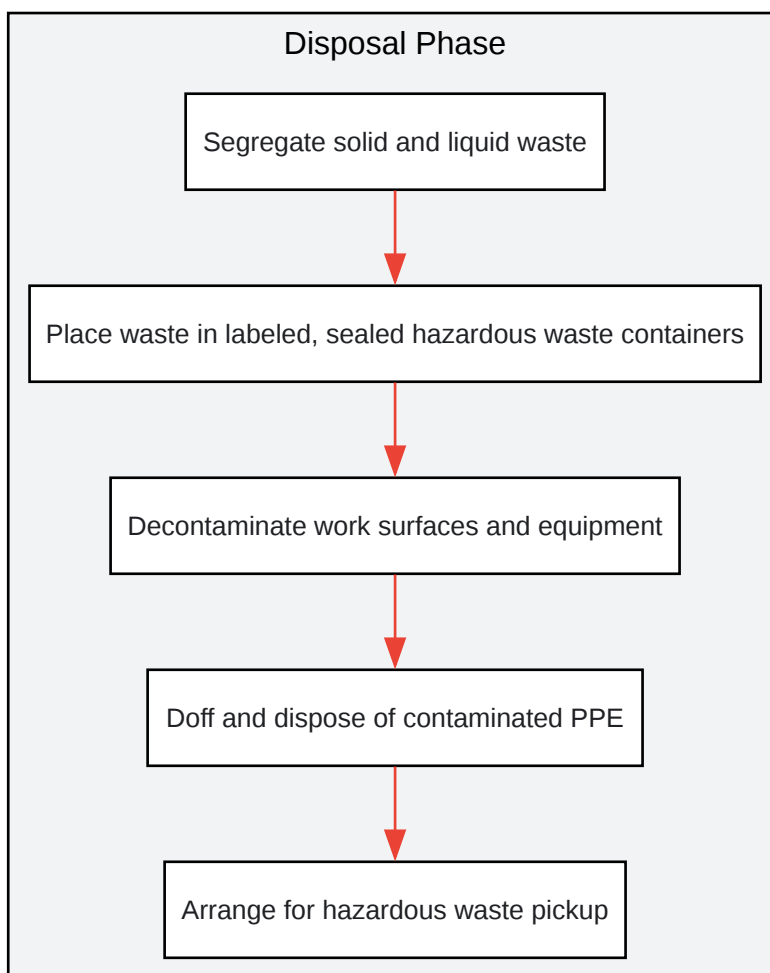 Disposal Phase
Segregate solid and liquid waste
Place waste in labeled, sealed hazardous waste containers
Decontaminate work surfaces and equipment
Doff and dispose of contaminated PPE
Arrange for hazardous waste pickup